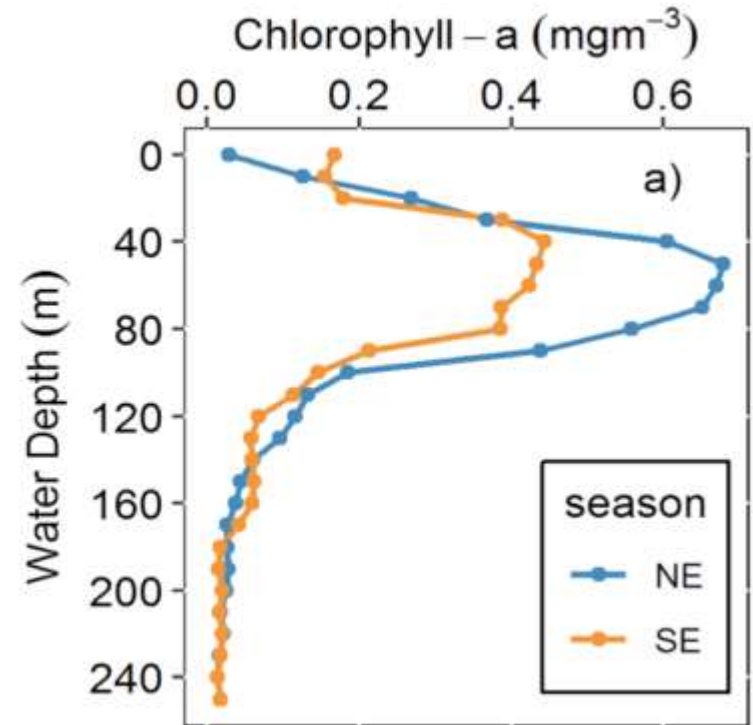 Chlorophyll – a (mgm⁻³)
0.0 0.2 0.4 0.6
a)
Water Depth (m)
0
40
80
120
160
200
240
season
NE
SE